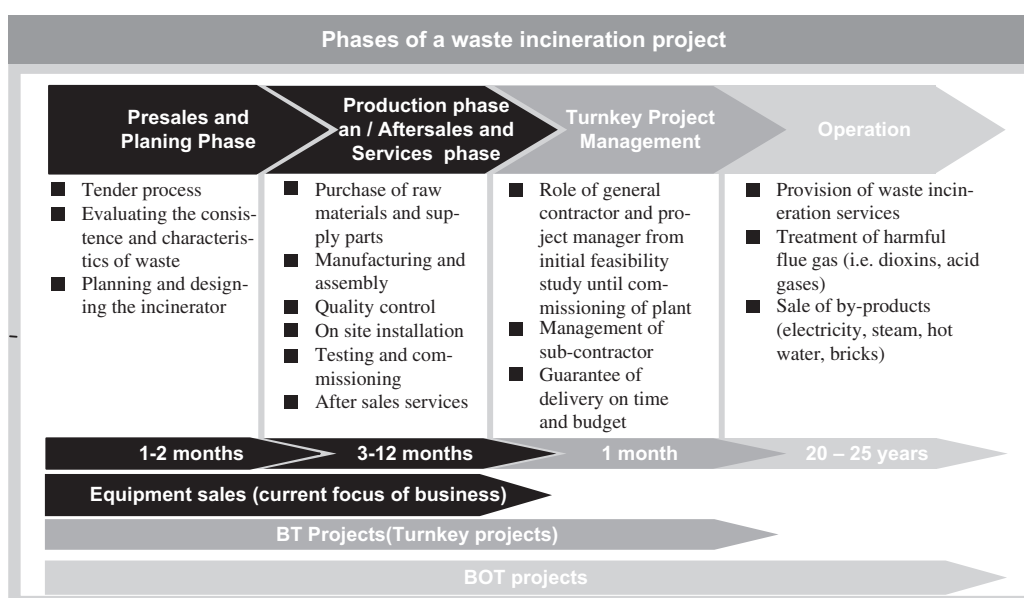 Phases of a waste incineration project
Presales and
Planing Phase
Production phase
an / Aftersales and
Services phase
Turnkey Project
Management
Operation
Tender process
Evaluating the consis-
tence and characteris-
tics of waste
Planning and design-
ing the incinerator
Purchase of raw
materials and sup-
ply parts
Manufacturing and
assembly
Quality control
On site installation
Testing and com-
missioning
After sales services
Role of general
contractor and pro-
ject manager from
initial feasibility
study until com-
missioning of plant
Management of
sub-contractor
Guarantee of
delivery on time
and budget
Provision of waste incin-
eration services
Treatment of harmful
flue gas (i.e. dioxins, acid
gases)
Sale of by-products
(electricity, steam, hot
water, bricks)
1-2 months
3-12 months
1 month
20 – 25 years
Equipment sales (current focus of business)
BT Projects(Turnkey projects)
BOT projects